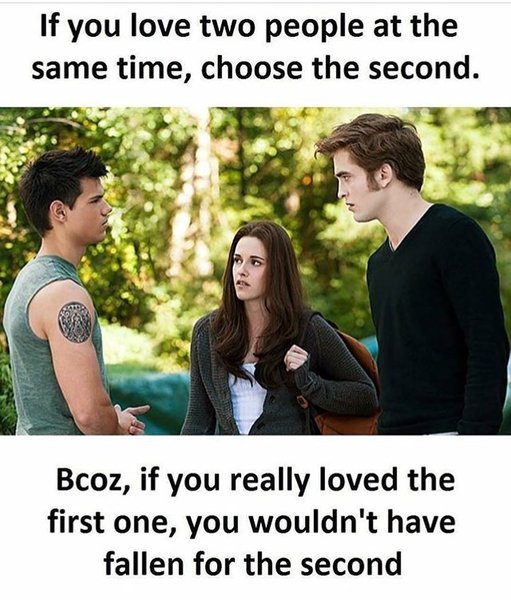 If you love two people at the
same time, choose the second.
Bcoz, if you really loved the
first one, you wouldn't have
fallen for the second